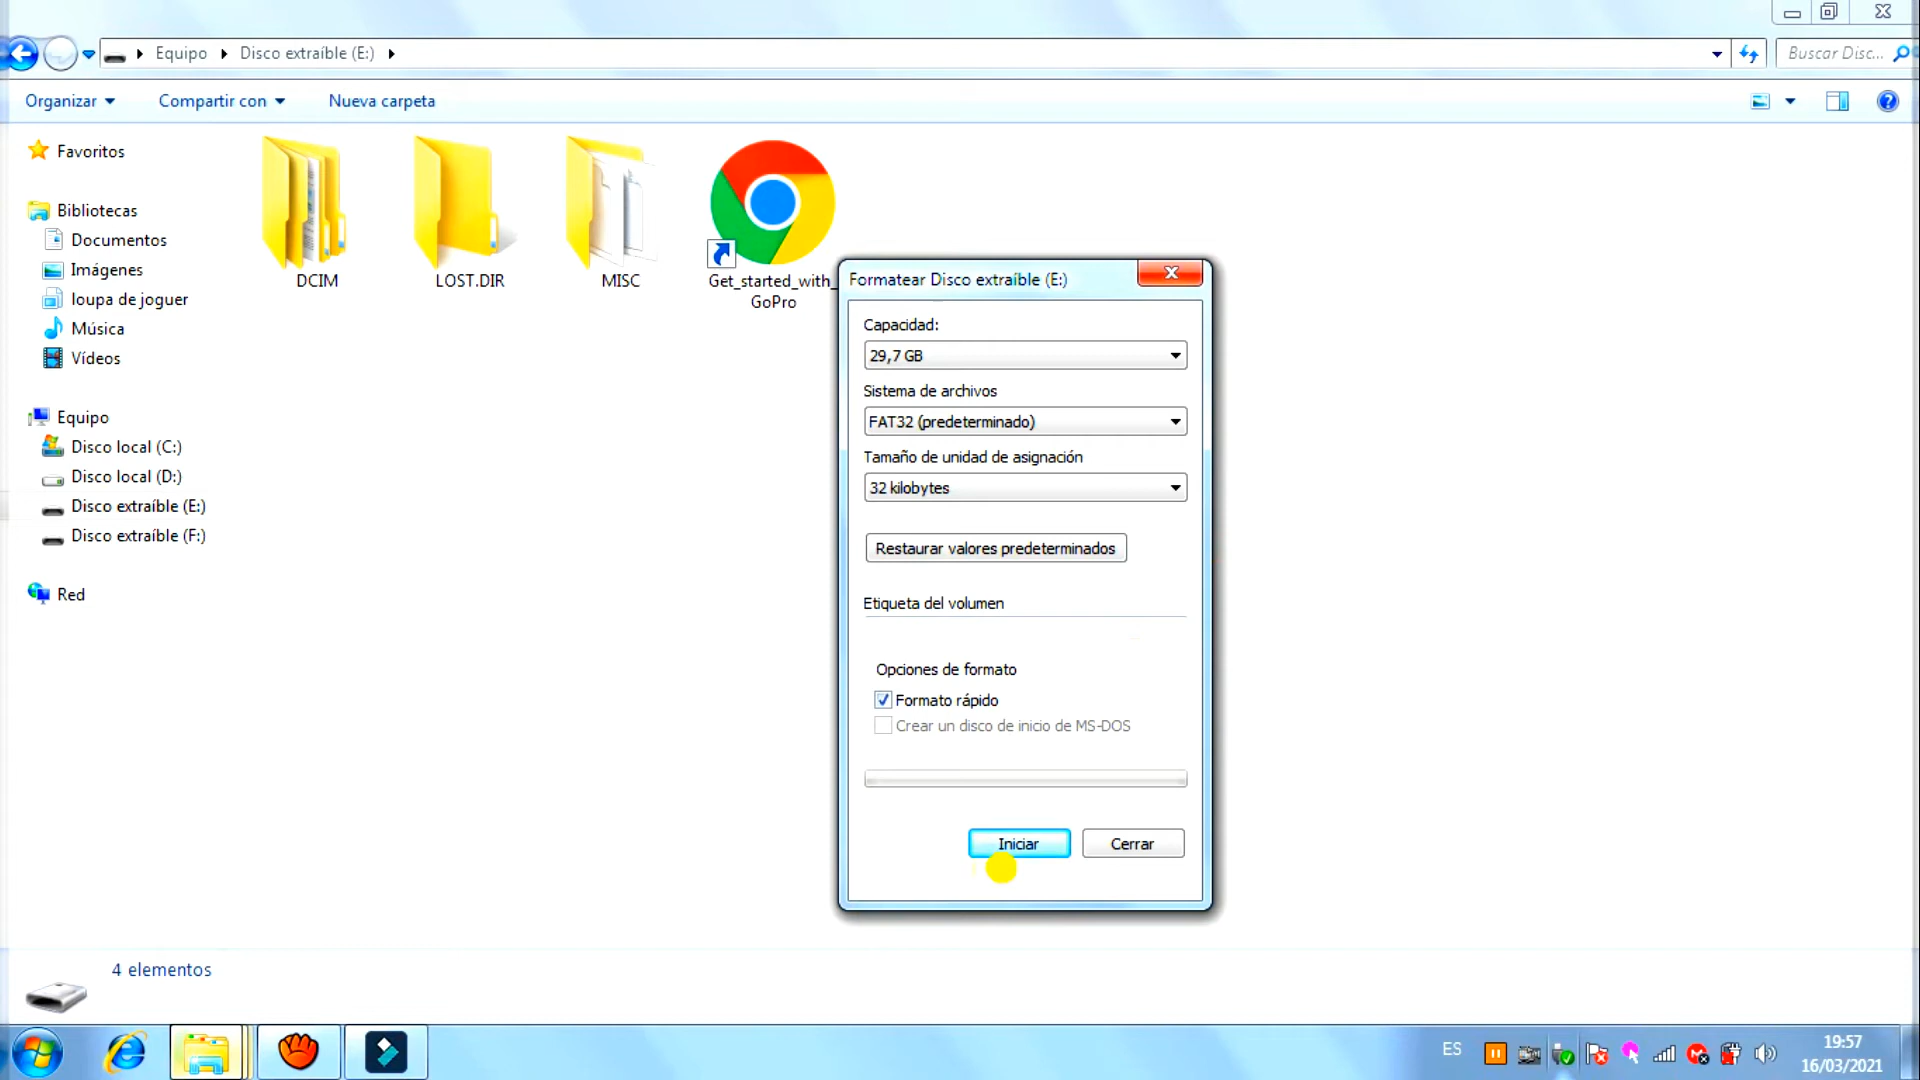 Equipo
Disco extraíble (E:)
Buscar Disc...
Organizar
Compartir con
Nueva carpeta
Favoritos
Bibliotecas
Documentos
Imágenes
loupa de joguer
Música
Vídeos
Equipo
Disco local (C:)
Disco local (D:)
Disco extraíble (E:)
Disco extraíble (F:)
Red
DCIM
LOST.DIR
MISC
Get_started_with_
GoPro
Formatear Disco extraíble (E:)
Capacidad:
29,7 GB
Sistema de archivos
FAT32 (predeterminado)
Tamaño de unidad de asignación
32 kilobytes
Restaurar valores predeterminados
Etiqueta del volumen
Opciones de formato
Formato rápido
Crear un disco de inicio de MS-DOS
Iniciar
Cerrar
4 elementos
ES
19:57
16/03/2021